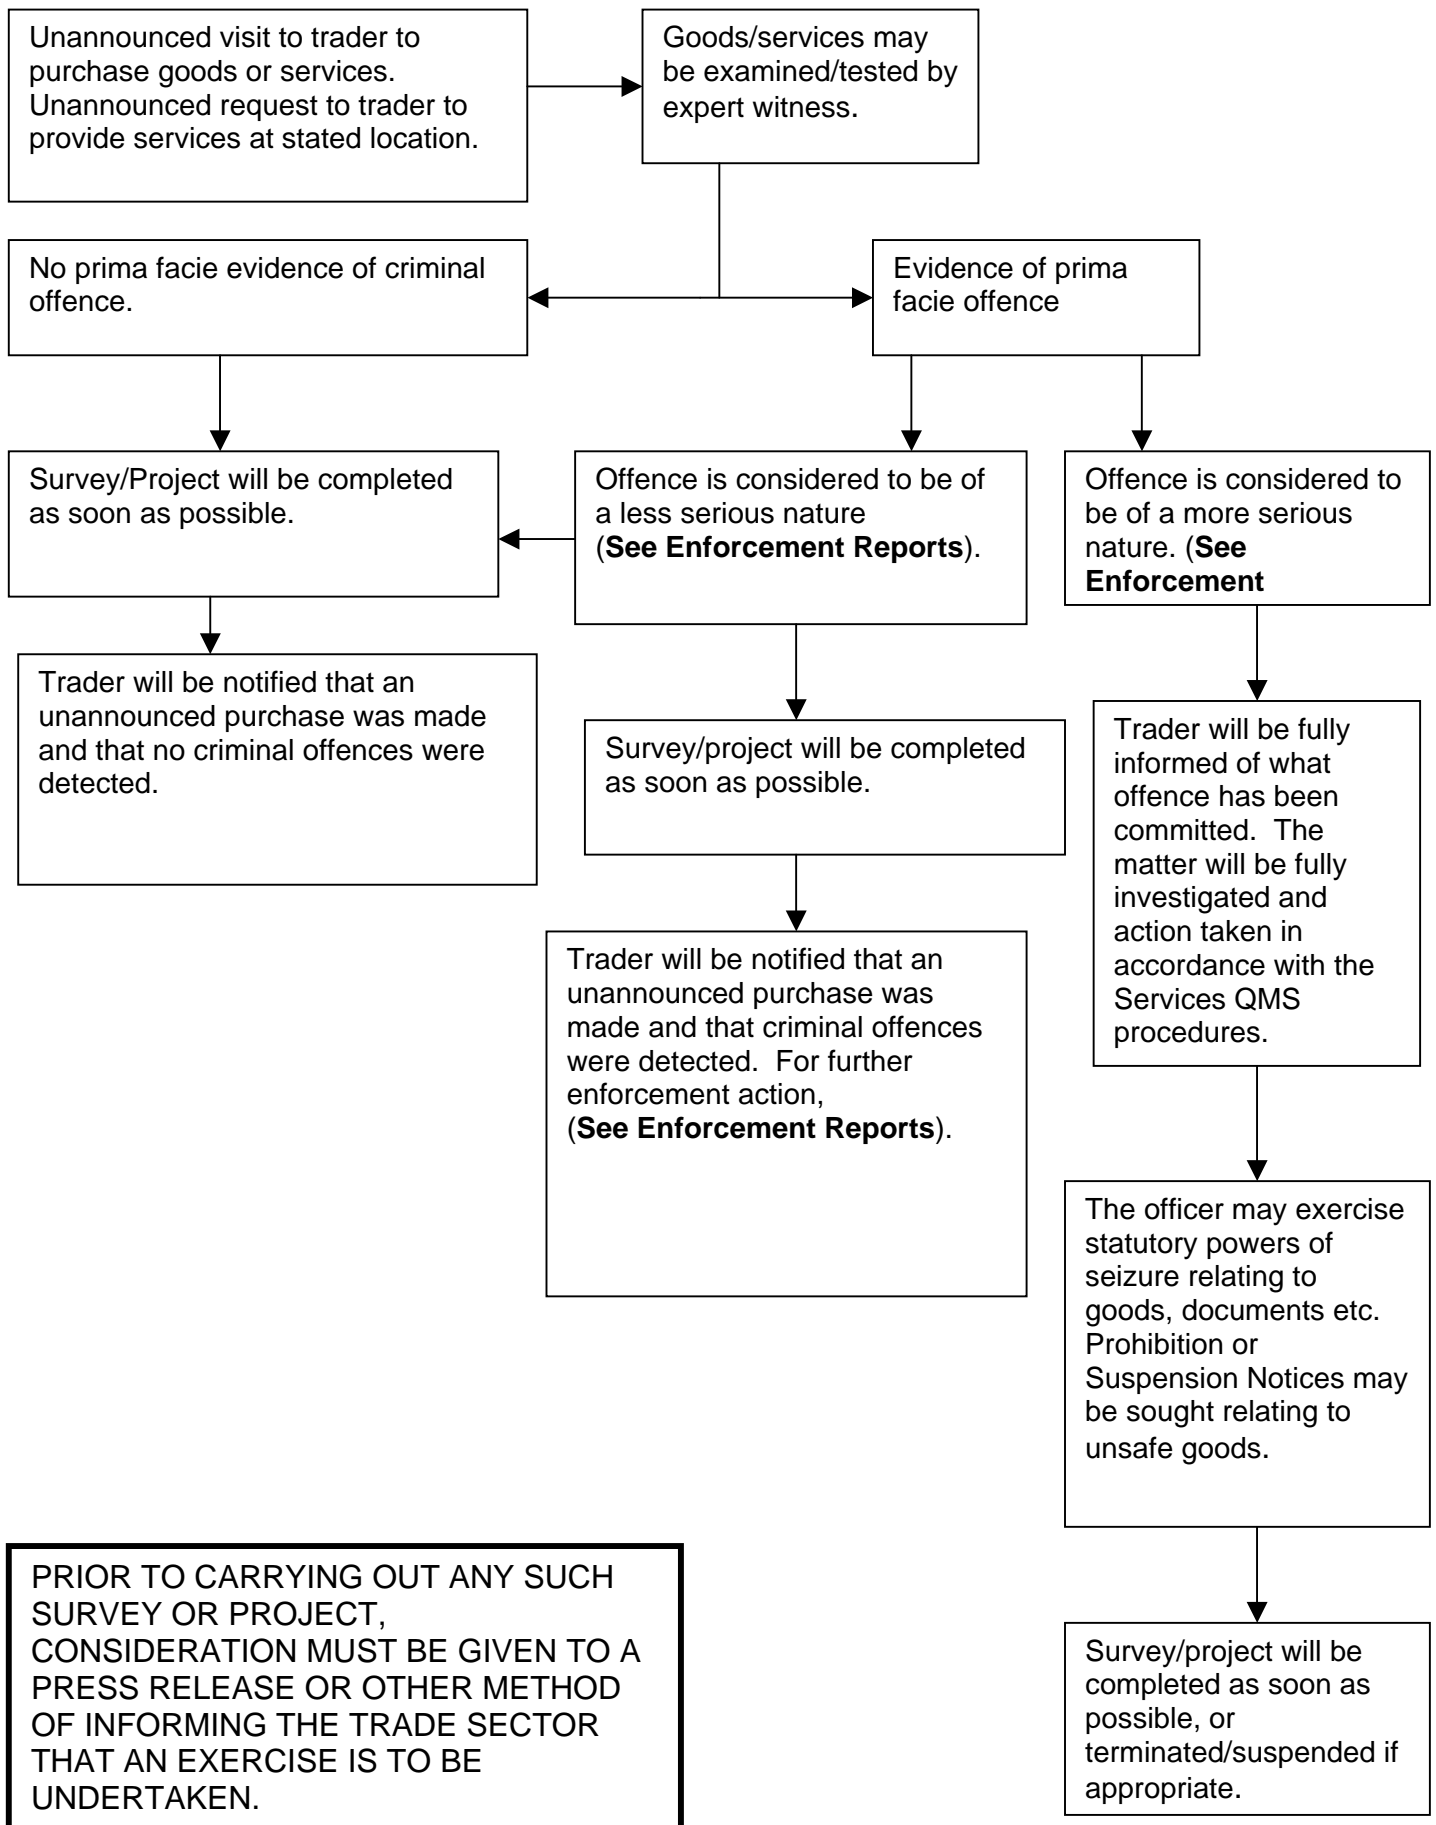 Unannounced visit to trader to
purchase goods or services.
Unannounced request to trader to
provide services at stated location.
Goods/services may
be examined/tested by
expert witness.
No prima facie evidence of criminal
offence.
Evidence of prima
facie offence
Survey/Project will be completed
as soon as possible.
Offence is considered to be of
a less serious nature
(See Enforcement Reports).
Offence is considered to
be of a more serious
nature. (See
Enforcement
Trader will be notified that an
unannounced purchase was made
and that no criminal offences were
detected.
Survey/project will be completed
as soon as possible.
Trader will be fully
informed of what
offence has been
committed.  The
matter will be fully
investigated and
action taken in
accordance with the
Services QMS
procedures.
Trader will be notified that an
unannounced purchase was
made and that criminal offences
were detected.  For further
enforcement action,
(See Enforcement Reports).
The officer may exercise
statutory powers of
seizure relating to
goods, documents etc.
Prohibition or
Suspension Notices may
be sought relating to
unsafe goods.
PRIOR TO CARRYING OUT ANY SUCH
SURVEY OR PROJECT,
CONSIDERATION MUST BE GIVEN TO A
PRESS RELEASE OR OTHER METHOD
OF INFORMING THE TRADE SECTOR
THAT AN EXERCISE IS TO BE
UNDERTAKEN.
Survey/project will be
completed as soon as
possible, or
terminated/suspended if
appropriate.